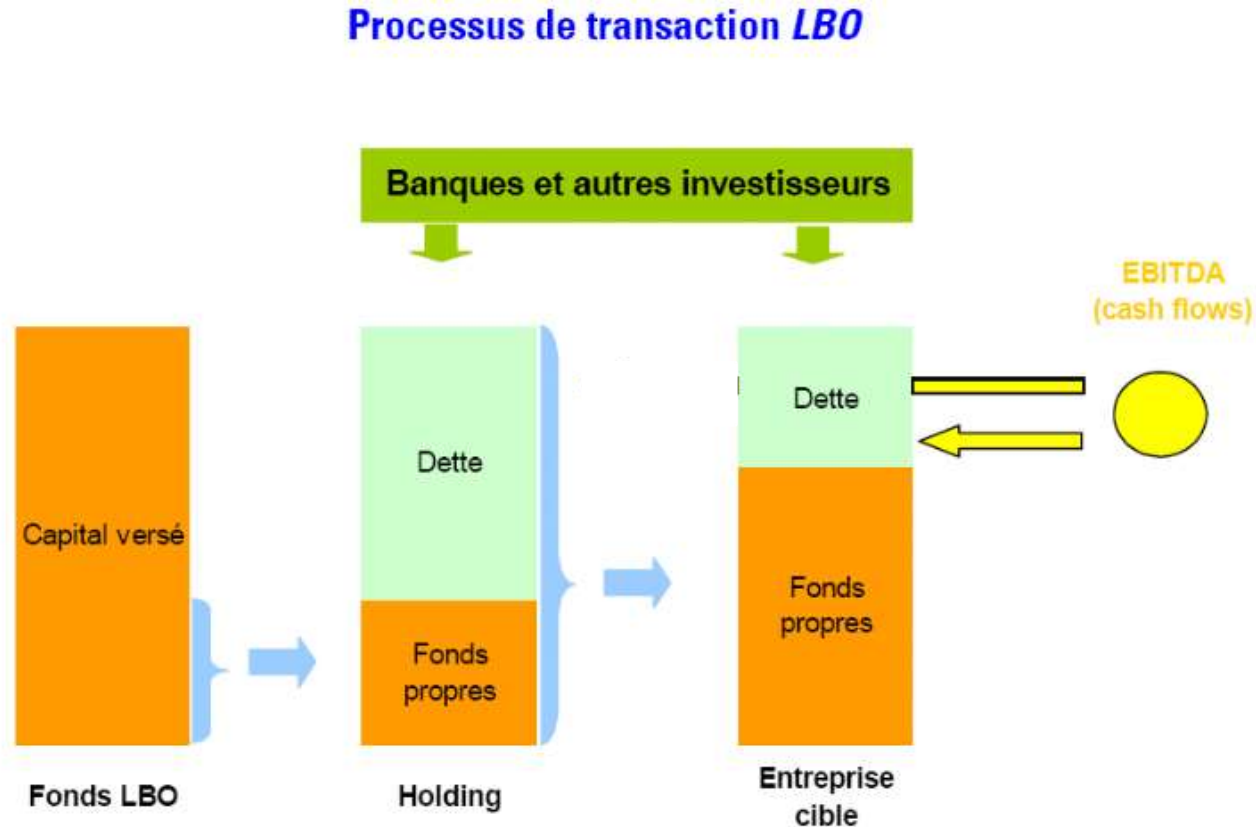 Processus de transaction LBO
Banques et autres investisseurs
EBITDA
(cash flows)
Capital versé
Dette
Fonds
propres
Dette
Fonds
propres
Fonds LBO
Holding
Entreprise
cible